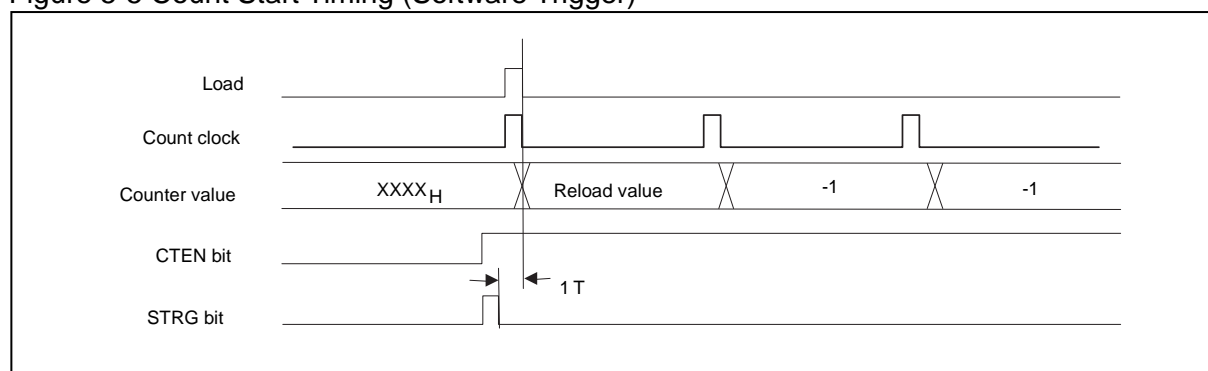 Figure 3-3 Count Start Timing (Software Trigger)
Load
Count clock
Counter value XXXXH Reload value -1 -1
CTEN bit
1 T
STRG bit